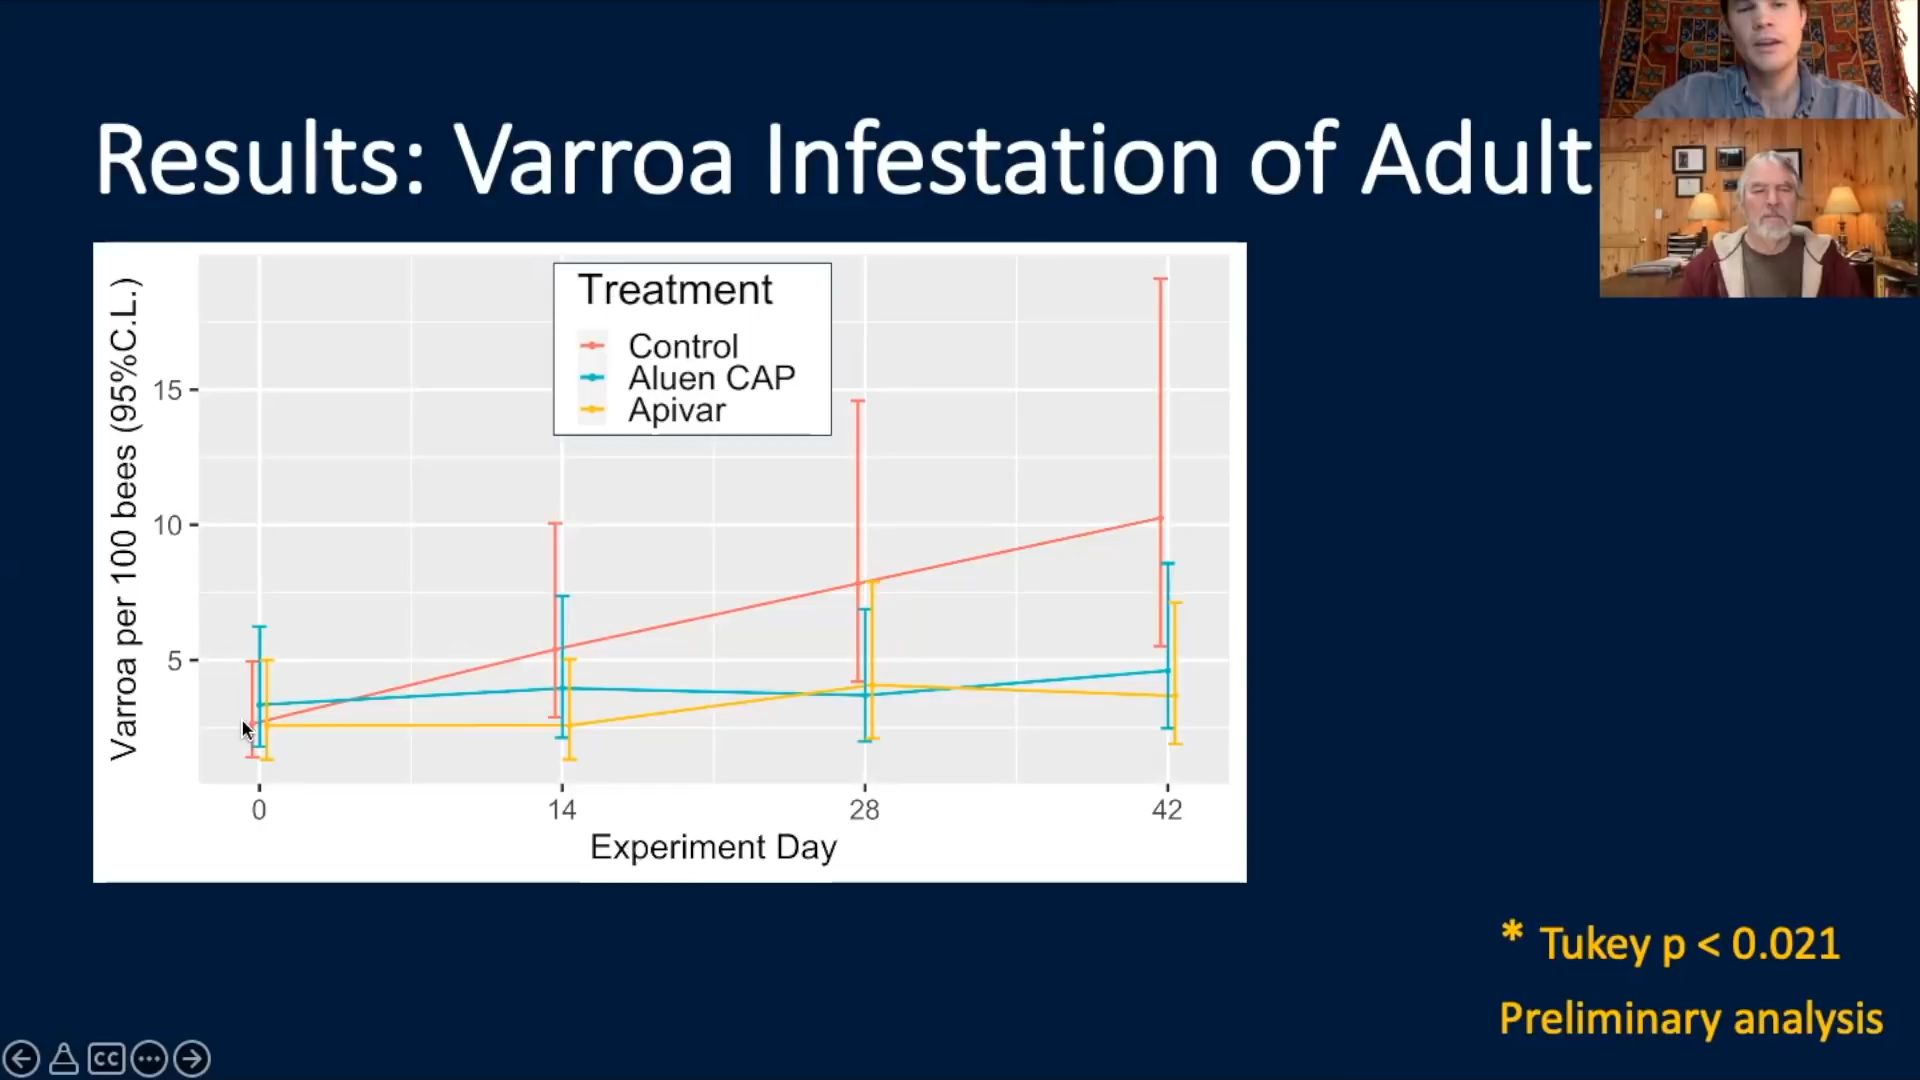 Results: Varroa Infestation of Adult
Varroa per 100 bees (95%C.L.)
Treatment
Control
Aluen CAP
Apivar
15
10
5
0 14 28 42
Experiment Day
* Tukey p < 0.021
Preliminary analysis
CC